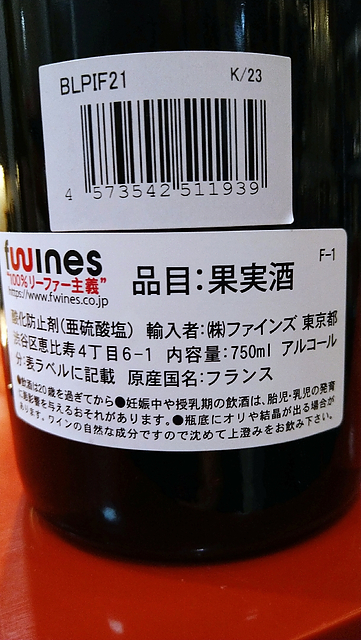 BLPIF21 K/23
4 573542 511939
fwines F-1
"100%リーファー主義"
https://www.fwines.co.jp
品目:果実酒
酸化防止剤(亜硫酸塩) 輸入者:㈱ファインズ 東京都
渋谷区恵比寿4丁目6-1 内容量:750ml アルコール
分:表ラベルに記載 原産国名:フランス
●飲酒は20歳を過ぎてから●妊娠中や授乳期の飲酒は、胎児・乳児の発育
に悪影響を与えるおそれがあります。●瓶底にオリや結晶が出る場合が
あります。ワインの自然な成分ですので沈めて上澄みをお飲み下さい。